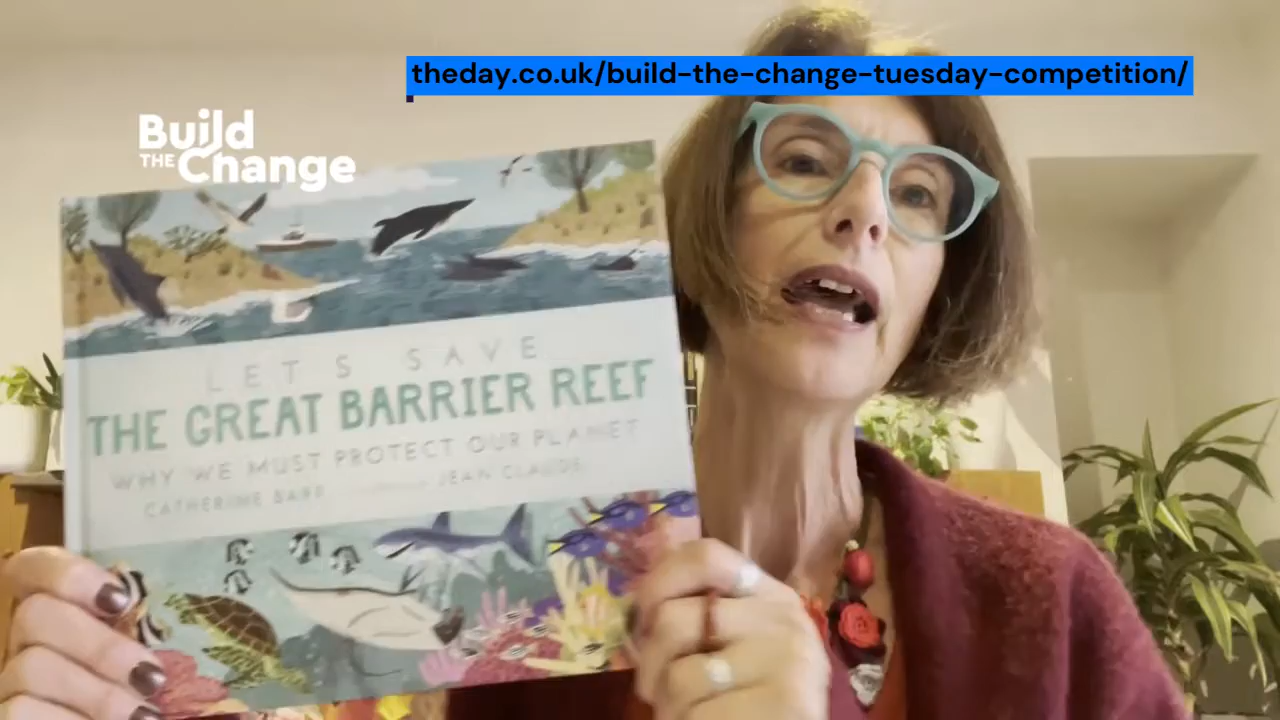 theday.co.uk/build-the-change-tuesday-competition/
Build
THE Change
LET'S SAVE
THE GREAT BARRIER REEF
WHY WE MUST PROTECT OUR PLANET
CATHERINE BARR JEAN CLAUDE